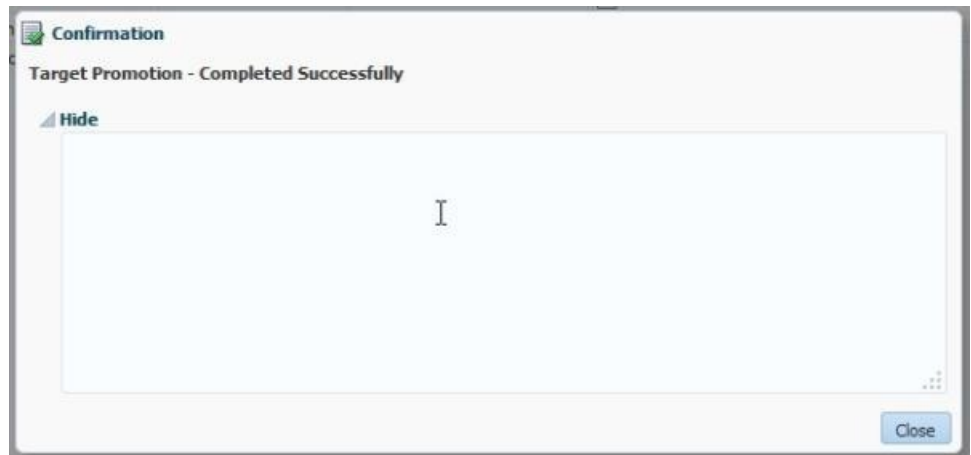 Confirmation
Target Promotion - Completed Successfully
Hide
Close